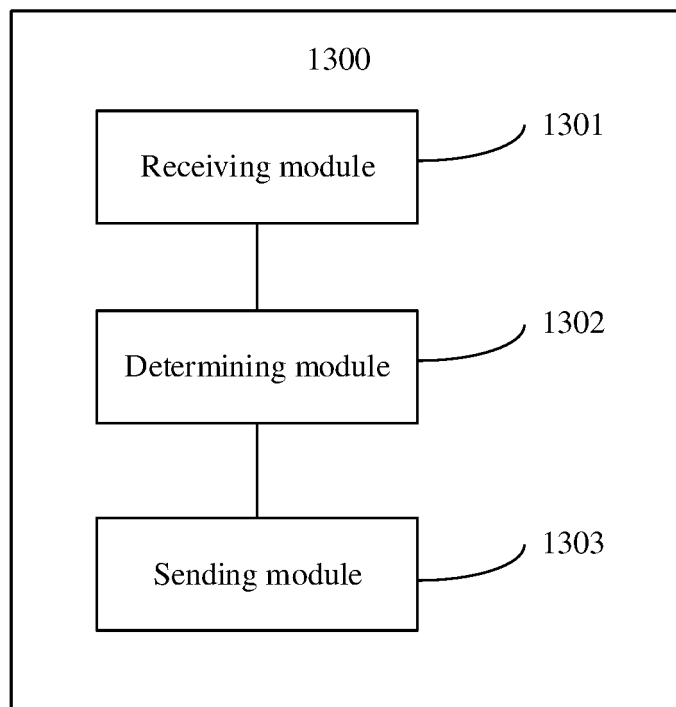 1300
Receiving module
1301
Determining module
1302
Sending module
1303